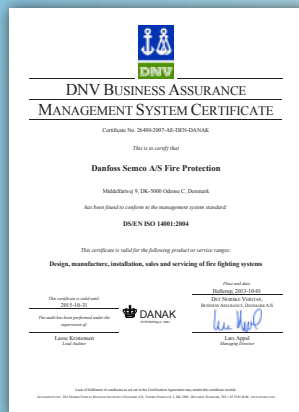 DNV
DNV BUSINESS ASSURANCE
MANAGEMENT SYSTEM CERTIFICATE
Certificate No. 26480-2007-AE-DEN-DANAK
This is to certify that
Danfoss Semco A/S Fire Protection
Middelfartvej 9, DK-5000 Odense C, Denmark
has been found to conform to the management system standard:
DS/EN ISO 14001:2004
This certificate is valid for the following product or service ranges:
Design, manufacture, installation, sales and servicing of fire fighting systems
This certificate is valid until:
2015-10-31
The audit has been performed under the
supervision of:
Lasse Kristensen
Lead Auditor
DANAK
Place and date:
Hellerup, 2013-10-01
DET NORSKE VERITAS,
BUSINESS ASSURANCE, DANMARK A/S
Lars Appel
Managing Director
Lack of fulfilment of conditions as set out in the Certification Agreement may render this certificate invalid.